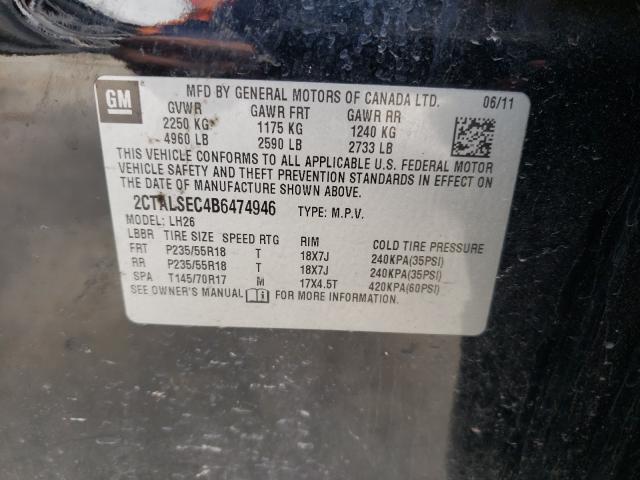 GM
MFD BY GENERAL MOTORS OF CANADA LTD. 06/11
GVWR GAWR FRT GAWR RR
2250 KG 1175 KG 1240 KG
4960 LB 2590 LB 2733 LB
THIS VEHICLE CONFORMS TO ALL APPLICABLE U.S. FEDERAL MOTOR
VEHICLE SAFETY AND THEFT PREVENTION STANDARDS IN EFFECT ON
THE DATE OF MANUFACTURE SHOWN ABOVE.
2CTALSEC4B6474946 TYPE: M.P.V.
MODEL: LH26
LBBR TIRE SIZE SPEED RTG RIM COLD TIRE PRESSURE
FRT P235/55R18 T 18X7J 240KPA(35PSI)
RR P235/55R18 T 18X7J 240KPA(35PSI)
SPA T145/70R17 M 17X4.5T 420KPA(60PSI)
SEE OWNER'S MANUAL FOR MORE INFORMATION.